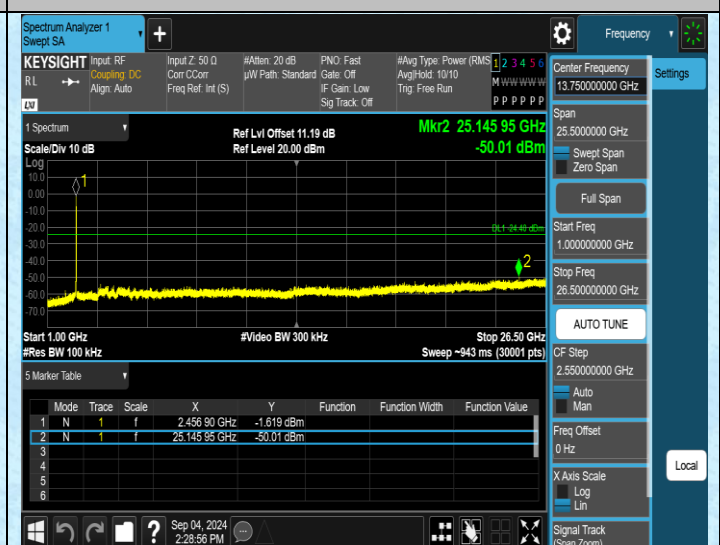 Spectrum Analyzer 1
Swept SA
Frequency
KEYSIGHT
RL
LXI
Input: RF
Coupling: DC
Align: Auto
Input Z: 50 Ω
Corr CCorr
Freq Ref: Int (S)
#Atten: 20 dB
µW Path: Standard
PNO: Fast
Gate: Off
IF Gain: Low
Sig Track: Off
#Avg Type: Power (RMS
Avg|Hold: 10/10
Trig: Free Run
1 2 3 4 5 6
M W W W W W
P P P P P P
1 Spectrum
Scale/Div 10 dB
Log
Ref Lvl Offset 11.19 dB
Ref Level 20.00 dBm
Mkr2 25.145 95 GHz
-50.01 dBm
10.0
0.00
-10.0
-20.0
-30.0
-40.0
-50.0
-60.0
-70.0
1
DL1 -24.40 dBm
2
Start 1.00 GHz
#Res BW 100 kHz
#Video BW 300 kHz
Stop 26.50 GHz
Sweep ~943 ms (30001 pts)
5 Marker Table
Mode Trace Scale X Y Function Function Width Function Value
1 N 1 f 2.456 90 GHz -1.619 dBm
2 N 1 f 25.145 95 GHz -50.01 dBm
3
4
5
6
Sep 04, 2024
2:28:56 PM
Center Frequency
13.750000000 GHz
Settings
Span
25.5000000 GHz
Swept Span
Zero Span
Full Span
Start Freq
1.000000000 GHz
Stop Freq
26.500000000 GHz
AUTO TUNE
CF Step
2.550000000 GHz
Auto
Man
Freq Offset
0 Hz
X Axis Scale
Log
Lin
Local
Signal Track
(Span Zoom)